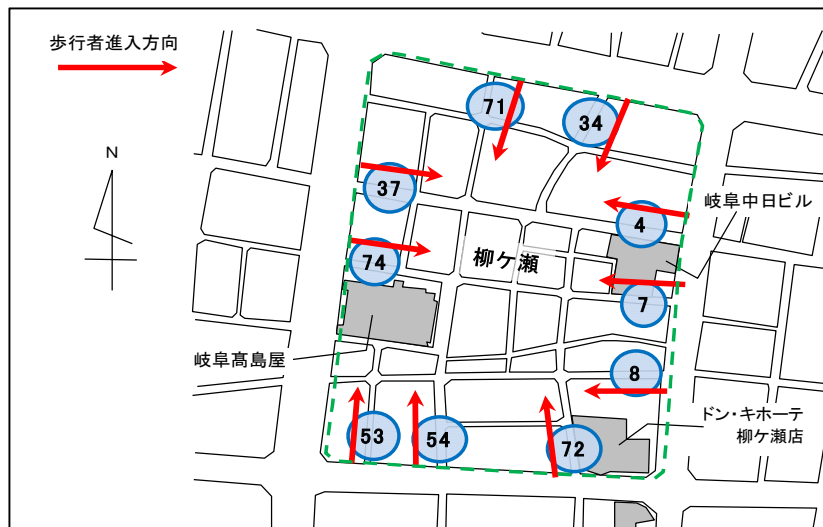 歩行者進入方向
N
71
34
37
4
岐阜中日ビル
74
柳ケ瀬
7
岐阜髙島屋
8
ドン・キホーテ
柳ケ瀬店
53
54
72